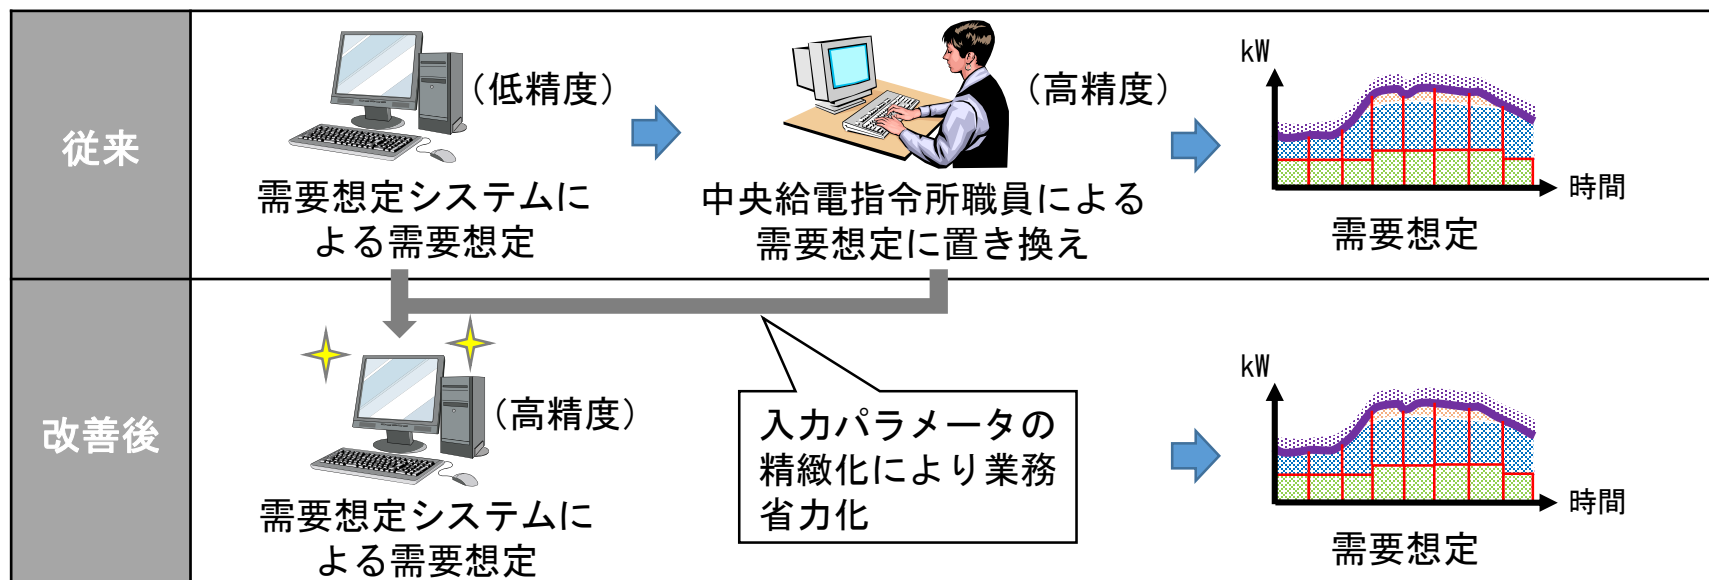 従来
（低精度）
需要想定システムに
よる需要想定
（高精度）
中央給電指令所職員による
需要想定に置き換え
kW
時間
需要想定
改善後
（高精度）
需要想定システムに
よる需要想定
入力パラメータの
精緻化により業務
省力化
kW
時間
需要想定